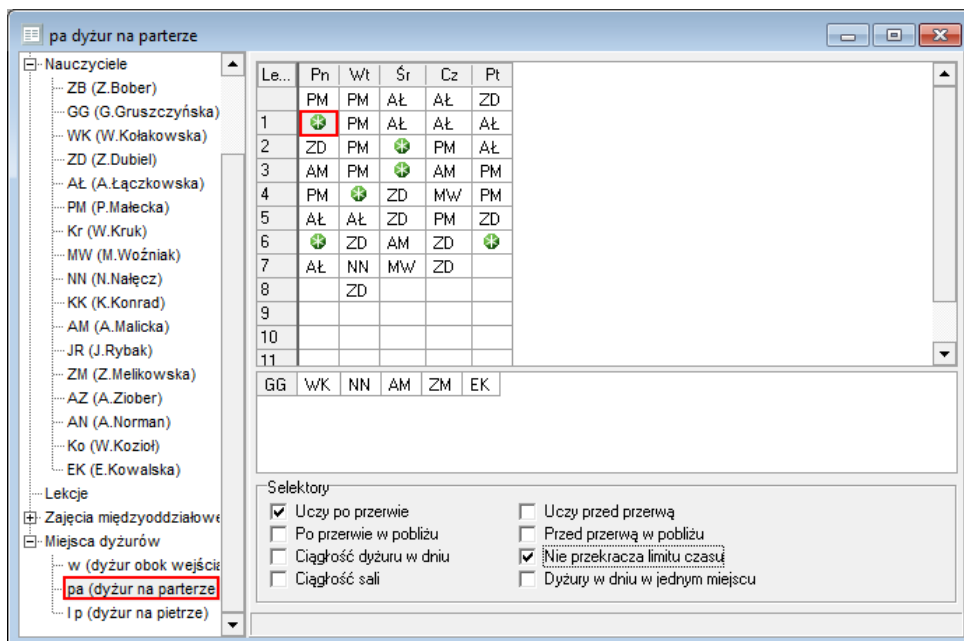 pa dyżur na parterze
Nauczyciele
ZB (Z.Bober)
GG (G.Gruszczyńska)
WK (W.Kołakowska)
ZD (Z.Dubiel)
AŁ (A.Łączkowska)
PM (P.Małecka)
Kr (W.Kruk)
MW (M.Woźniak)
NN (N.Nałęcz)
KK (K.Konrad)
AM (A.Malicka)
JR (J.Rybak)
ZM (Z.Melikowska)
AZ (A.Ziober)
AN (A.Norman)
Ko (W.Kozioł)
EK (E.Kowalska)
Lekcje
Zajęcia międzyoddziałowe
Miejsca dyżurów
w (dyżur obok wejścia
pa (dyżur na parterze
I p (dyżur na pietrze)
Le... Pn Wt Śr Cz Pt
PM PM AŁ AŁ ZD
1 PM AŁ AŁ AŁ
2 ZD PM PM AŁ
3 AM PM AM PM
4 PM ZD MW PM
5 AŁ AŁ ZD PM ZD
6 ZD AM ZD
7 AŁ NN MW ZD
8 ZD
9
10
11
GG WK NN AM ZM EK
Selektory
Uczy po przerwie
Po przerwie w pobliżu
Ciągłość dyżuru w dniu
Ciągłość sali
Uczy przed przerwą
Przed przerwą w pobliżu
Nie przekracza limitu czasu
Dyżury w dniu w jednym miejscu